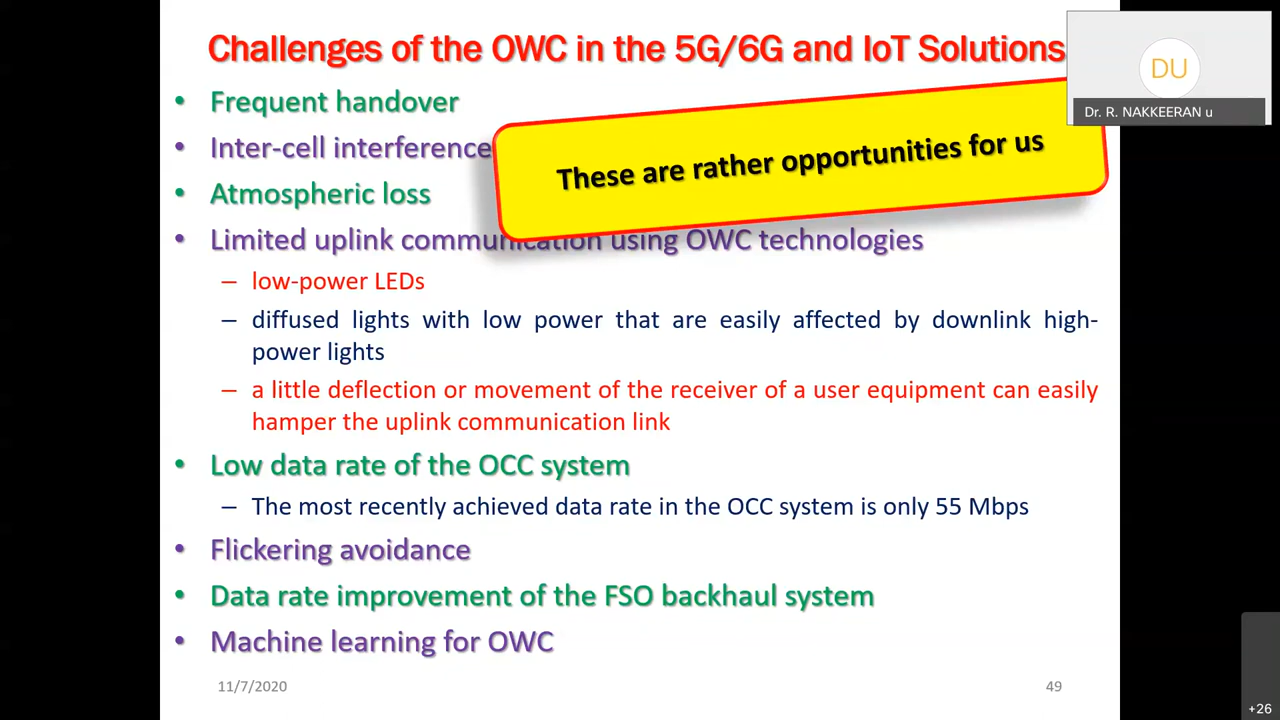 Challenges of the OWC in the 5G/6G and IoT Solutions
DU
Dr. R. NAKKEERAN u
• Frequent handover
• Inter-cell interference
These are rather opportunities for us
• Atmospheric loss
• Limited uplink communication using OWC technologies
– low-power LEDs
– diffused lights with low power that are easily affected by downlink high-
power lights
– a little deflection or movement of the receiver of a user equipment can easily
hamper the uplink communication link
• Low data rate of the OCC system
– The most recently achieved data rate in the OCC system is only 55 Mbps
• Flickering avoidance
• Data rate improvement of the FSO backhaul system
• Machine learning for OWC
11/7/2020
49
+26